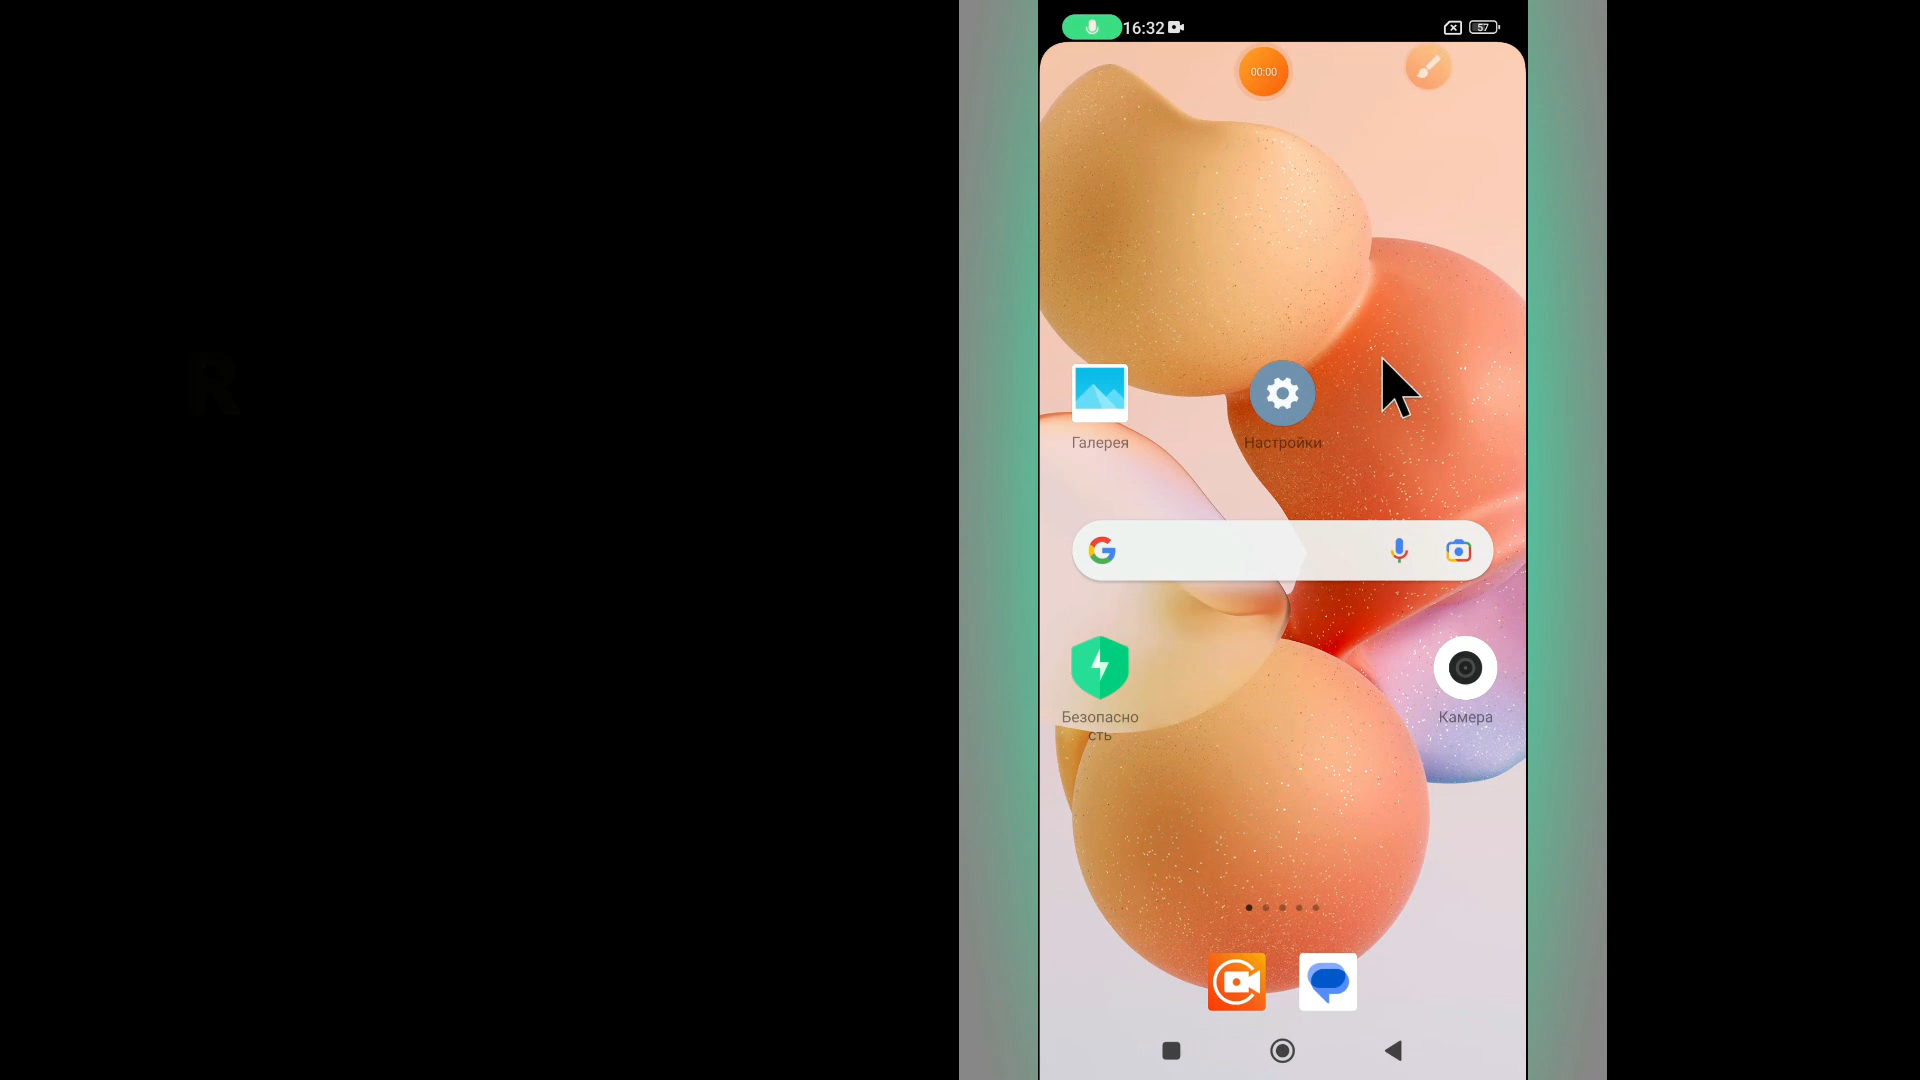 R
16:32
57
00:00
Галерея
Настройки
Безопасно
сть
Камера